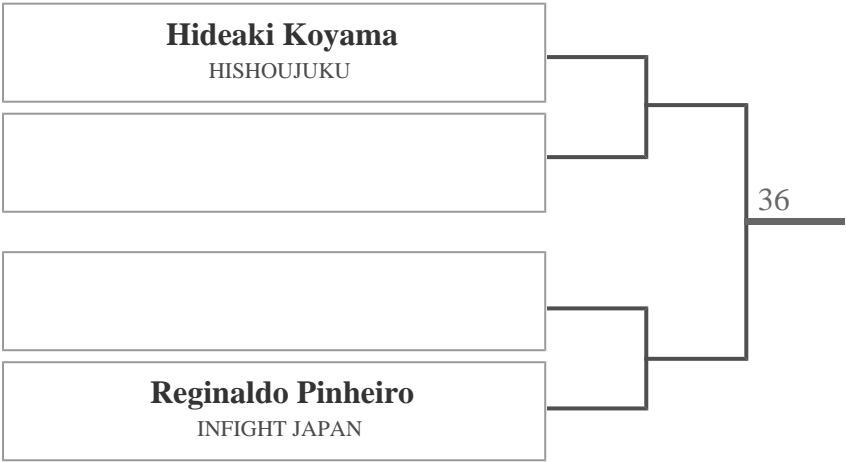 Hideaki Koyama
HISHOUJUKU
36
Reginaldo Pinheiro
INFIGHT JAPAN